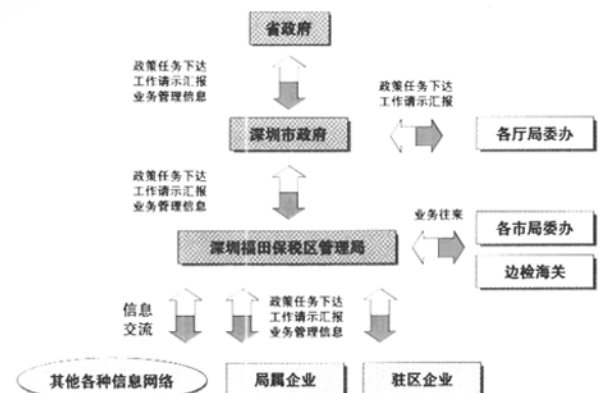 省政府
政策任务下达
工作请示汇报
业务管理信息
政策任务下达
工作请示汇报
深圳市政府
各厅局委办
政策任务下达
工作请示汇报
业务管理信息
业务往来
各市局委办
深圳福田保税区管理局
边检海关
信息
交流
政策任务下达
工作请示汇报
业务管理信息
其他各种信息网络
局属企业
驻区企业